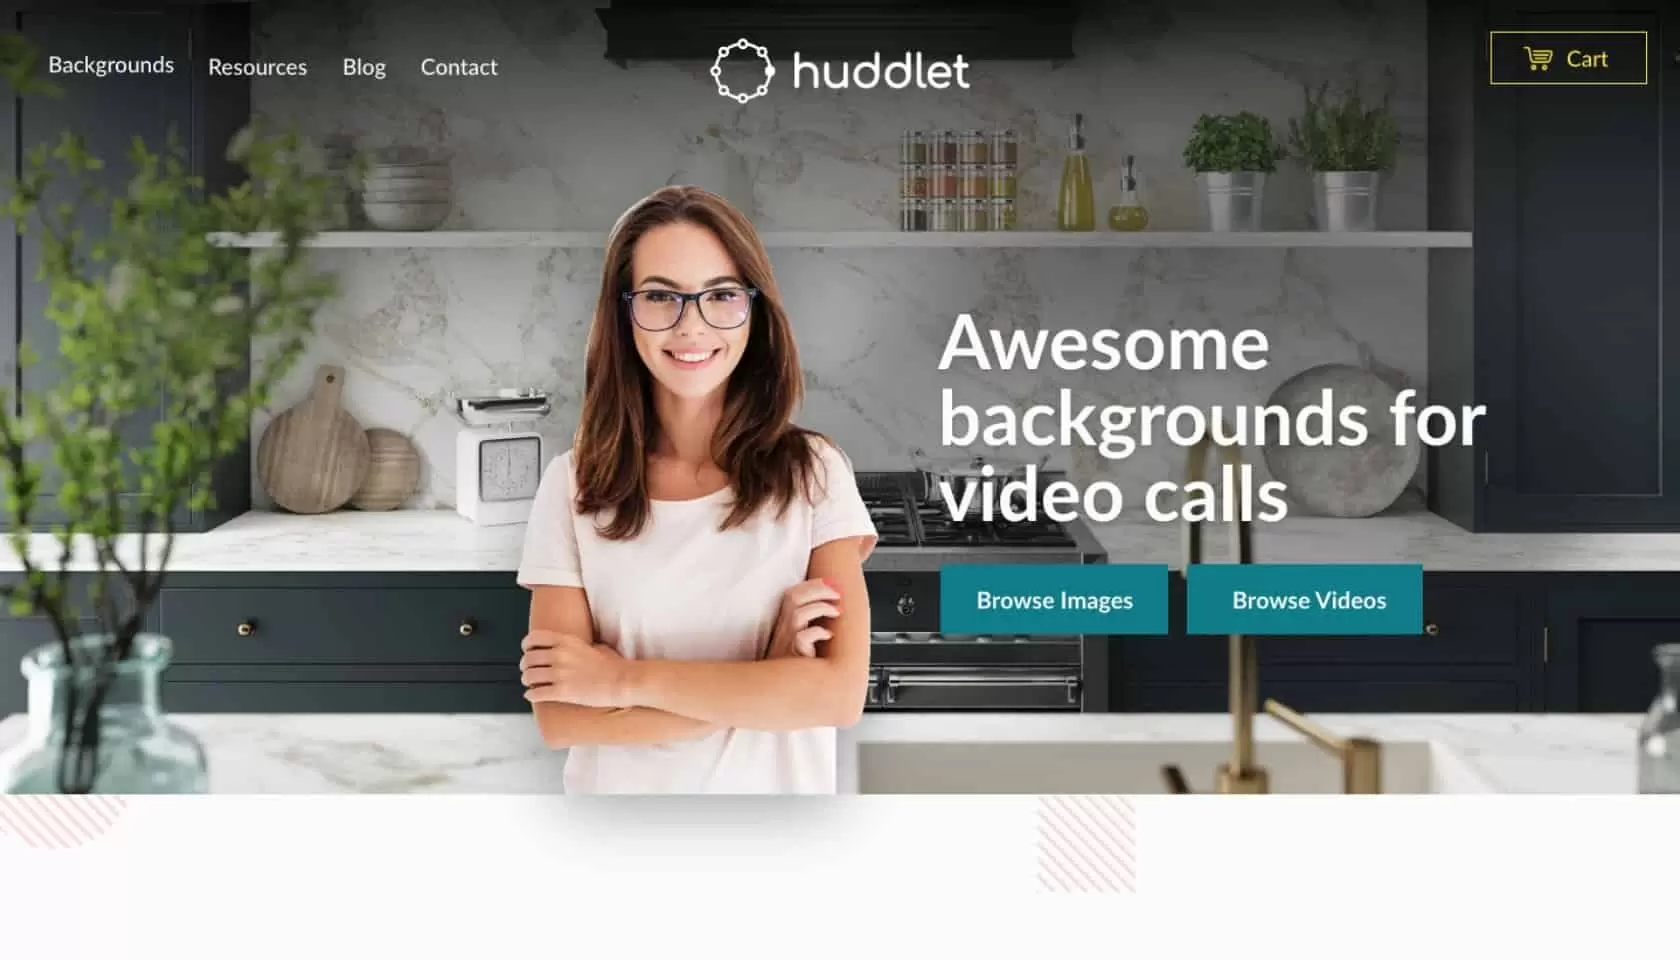 Backgrounds
Resources
Blog
Contact
huddlet
Cart
Awesome
backgrounds for
video calls
Browse Images
Browse Videos